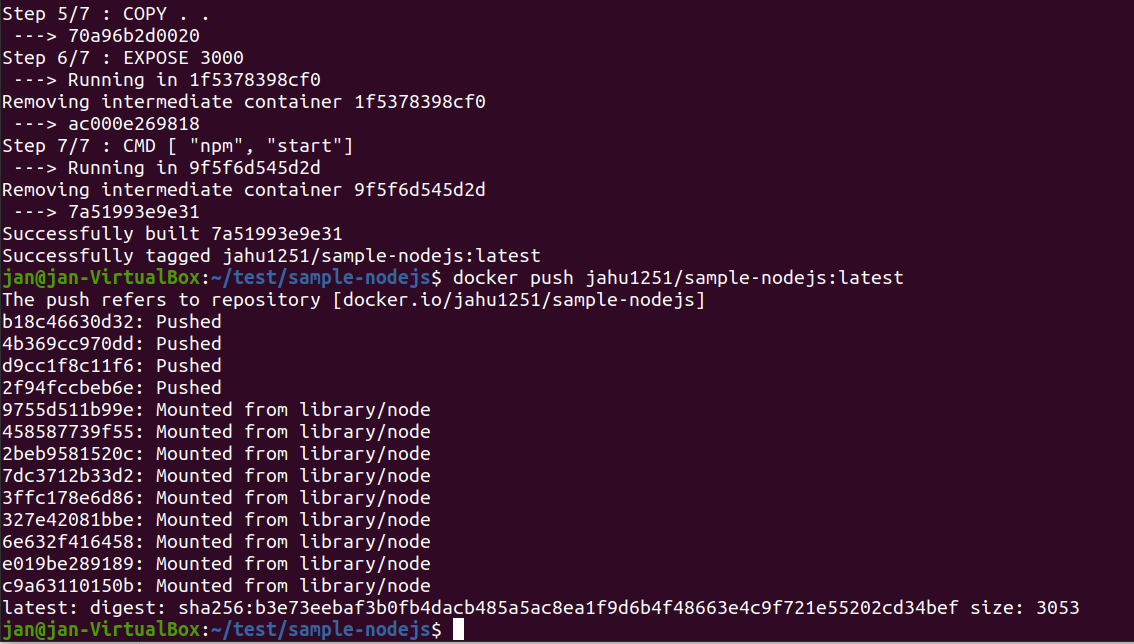 Step 5/7 : COPY . .
 ---> 70a96b2d0020
Step 6/7 : EXPOSE 3000
 ---> Running in 1f5378398cf0
Removing intermediate container 1f5378398cf0
 ---> ac000e269818
Step 7/7 : CMD [ "npm", "start"]
 ---> Running in 9f5f6d545d2d
Removing intermediate container 9f5f6d545d2d
 ---> 7a51993e9e31
Successfully built 7a51993e9e31
Successfully tagged jahu1251/sample-nodejs:latest
jan@jan-VirtualBox:~/test/sample-nodejs$ docker push jahu1251/sample-nodejs:latest
The push refers to repository [docker.io/jahu1251/sample-nodejs]
b18c46630d32: Pushed
4b369cc970dd: Pushed
d9cc1f8c11f6: Pushed
2f94fccbeb6e: Pushed
9755d511b99e: Mounted from library/node
458587739f55: Mounted from library/node
2beb9581520c: Mounted from library/node
7dc3712b33d2: Mounted from library/node
3ffc178e6d86: Mounted from library/node
327e42081bbe: Mounted from library/node
6e632f416458: Mounted from library/node
e019be289189: Mounted from library/node
c9a63110150b: Mounted from library/node
latest: digest: sha256:b3e73eebaf3b0fb4dacb485a5ac8ea1f9d6b4f48663e4c9f721e55202cd34bef size: 3053
jan@jan-VirtualBox:~/test/sample-nodejs$